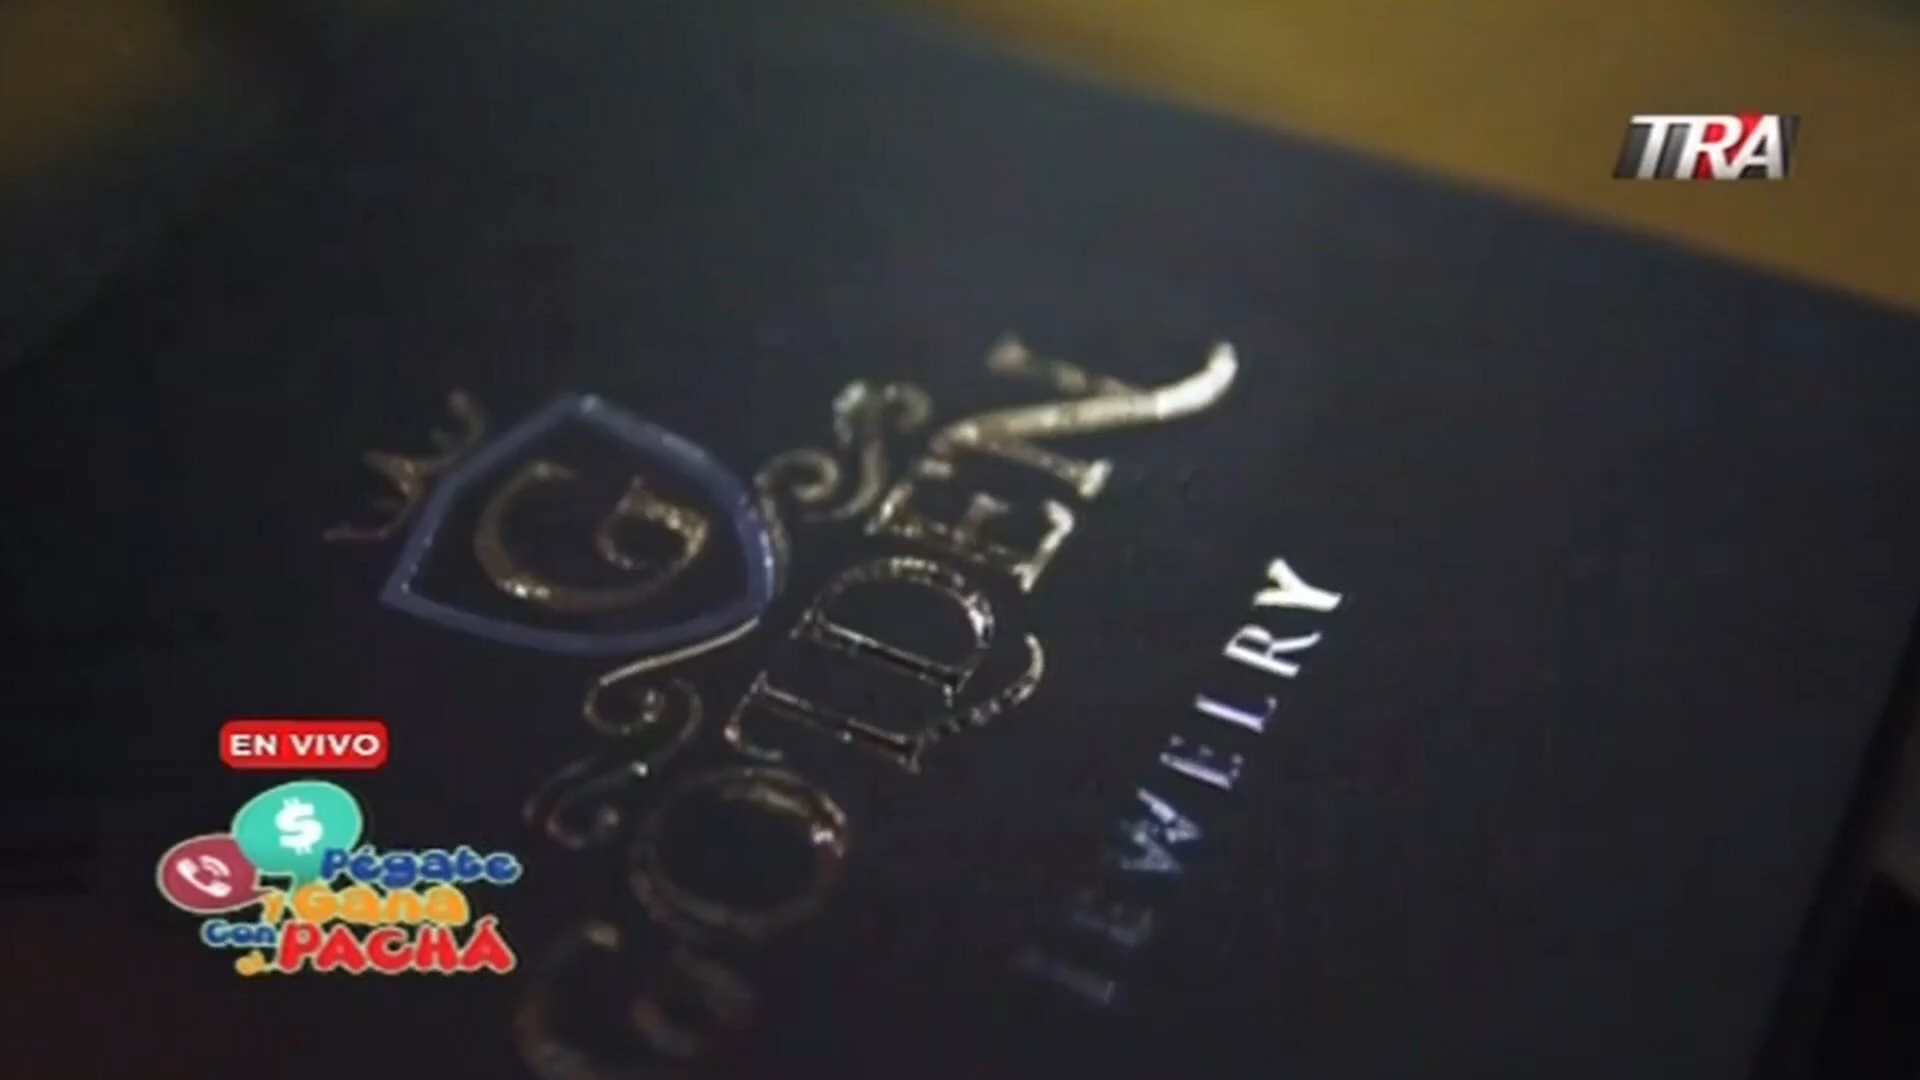 TRA
G
GOLDEN
JEWELRY
EN VIVO
$
Pégate
y Gana
Con
PACHÁ